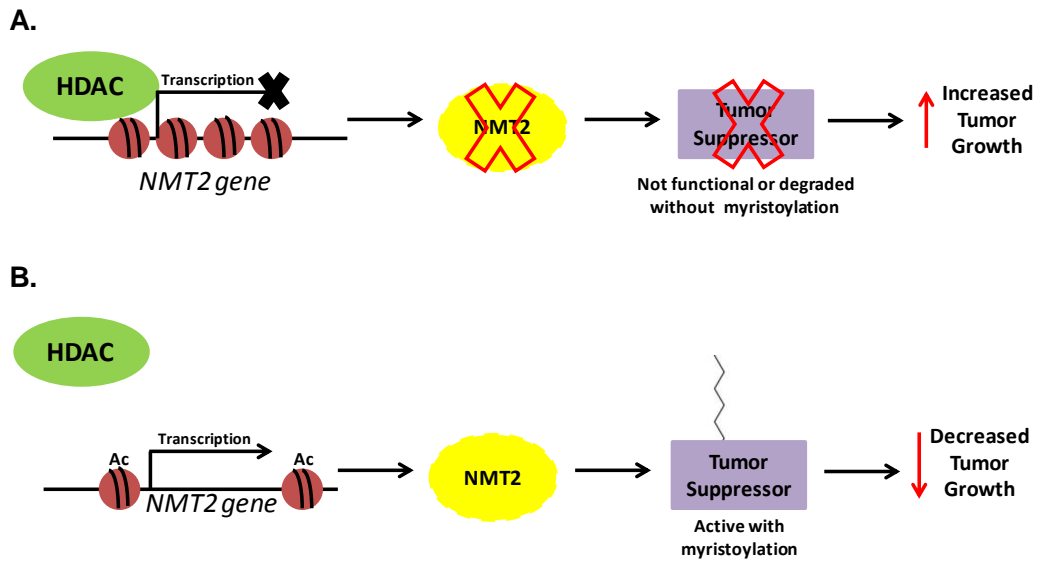 A.
HDAC
Transcription
NMT2 gene
NMT2
Tumor
Suppressor
Not functional or degraded
without myristoylation
Increased
Tumor
Growth
B.
HDAC
Ac
Transcription
Ac
NMT2 gene
NMT2
Tumor
Suppressor
Active with
myristoylation
Decreased
Tumor
Growth